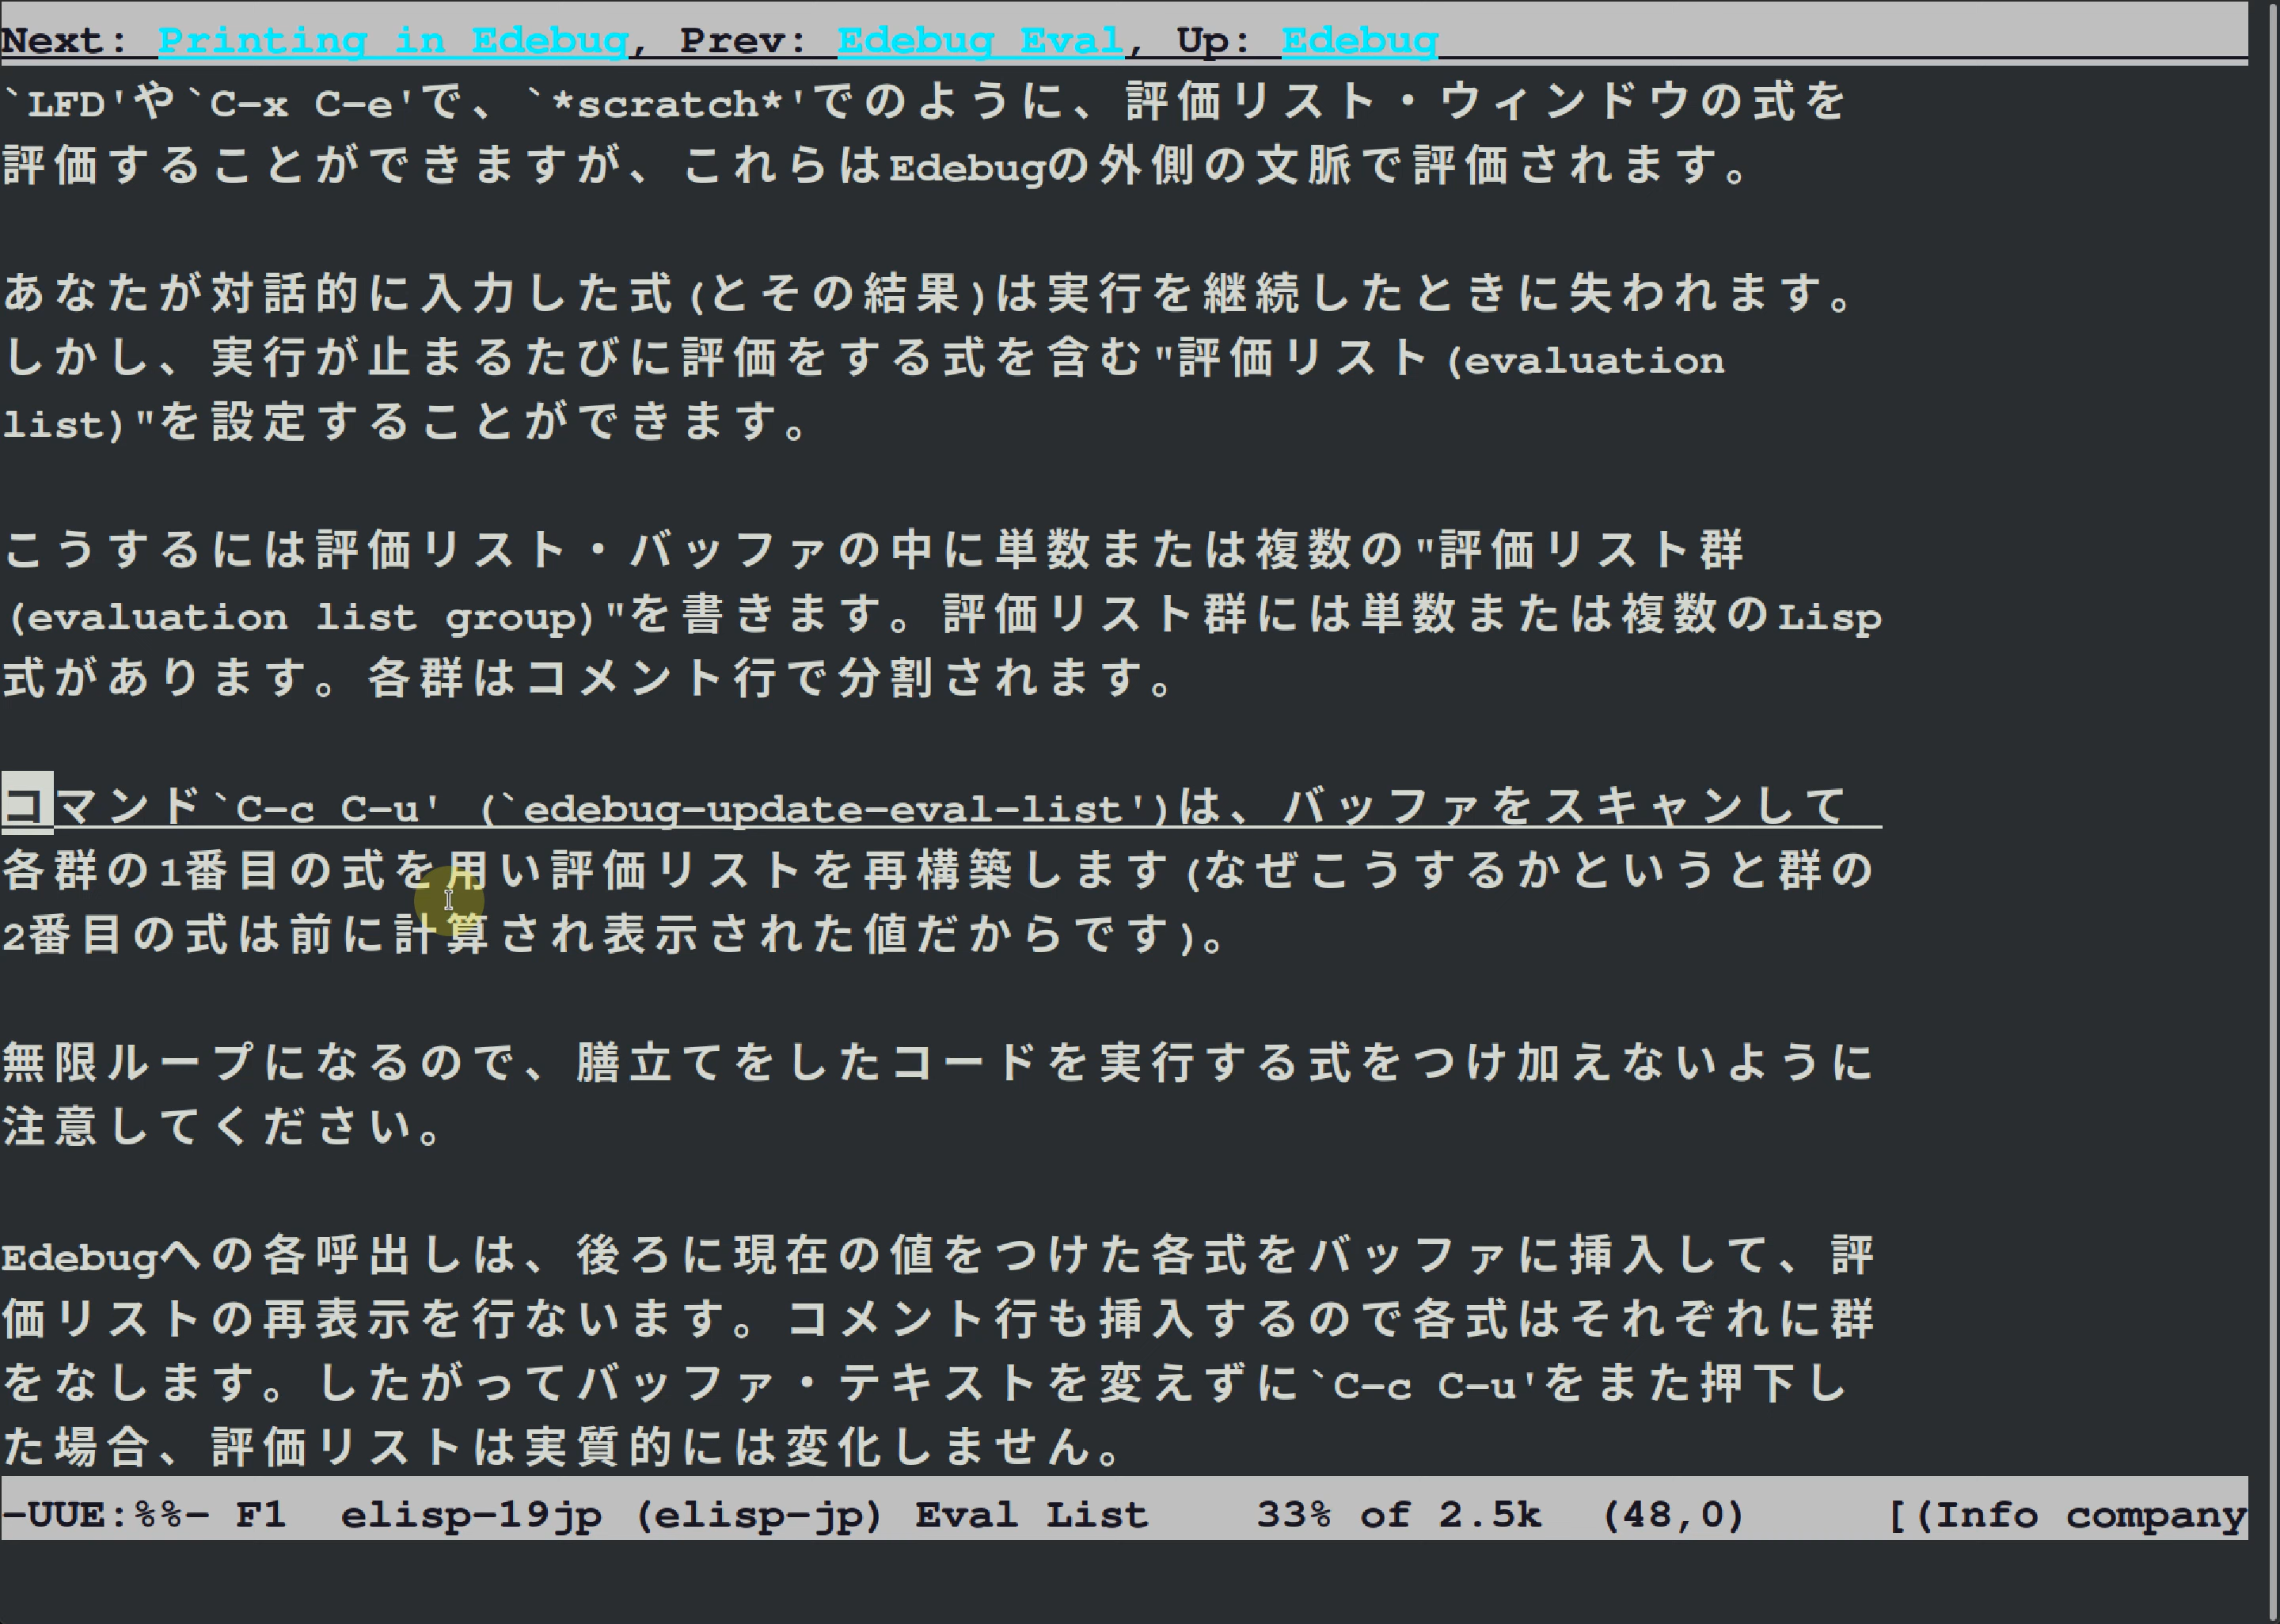 Next: Printing in Edebug, Prev: Edebug Eval, Up: Edebug
`LFD'や`C-x C-e'で、`*scratch*'でのように、評価リスト・ウィンドウの式を
評価することができますが、これらはEdebugの外側の文脈で評価されます。
あなたが対話的に入力した式(とその結果)は実行を継続したときに失われます。
しかし、実行が止まるたびに評価をする式を含む"評価リスト(evaluation
list)"を設定することができます。
こうするには評価リスト・バッファの中に単数または複数の"評価リスト群
(evaluation list group)"を書きます。評価リスト群には単数または複数のLisp
式があります。各群はコメント行で分割されます。
コマンド`C-c C-u' (`edebug-update-eval-list')は、バッファをスキャンして
各群の1番目の式を用い評価リストを再構築します(なぜこうするかというと群の
2番目の式は前に計算され表示された値だからです)。
無限ループになるので、膳立てをしたコードを実行する式をつけ加えないように
注意してください。
Edebugへの各呼出しは、後ろに現在の値をつけた各式をバッファに挿入して、評
価リストの再表示を行ないます。コメント行も挿入するので各式はそれぞれに群
をなします。したがってバッファ・テキストを変えずに`C-c C-u'をまた押下し
た場合、評価リストは実質的には変化しません。
-UUE:%%- F1  elisp-19jp (elisp-jp) Eval List    33% of 2.5k  (48,0)     [(Info company